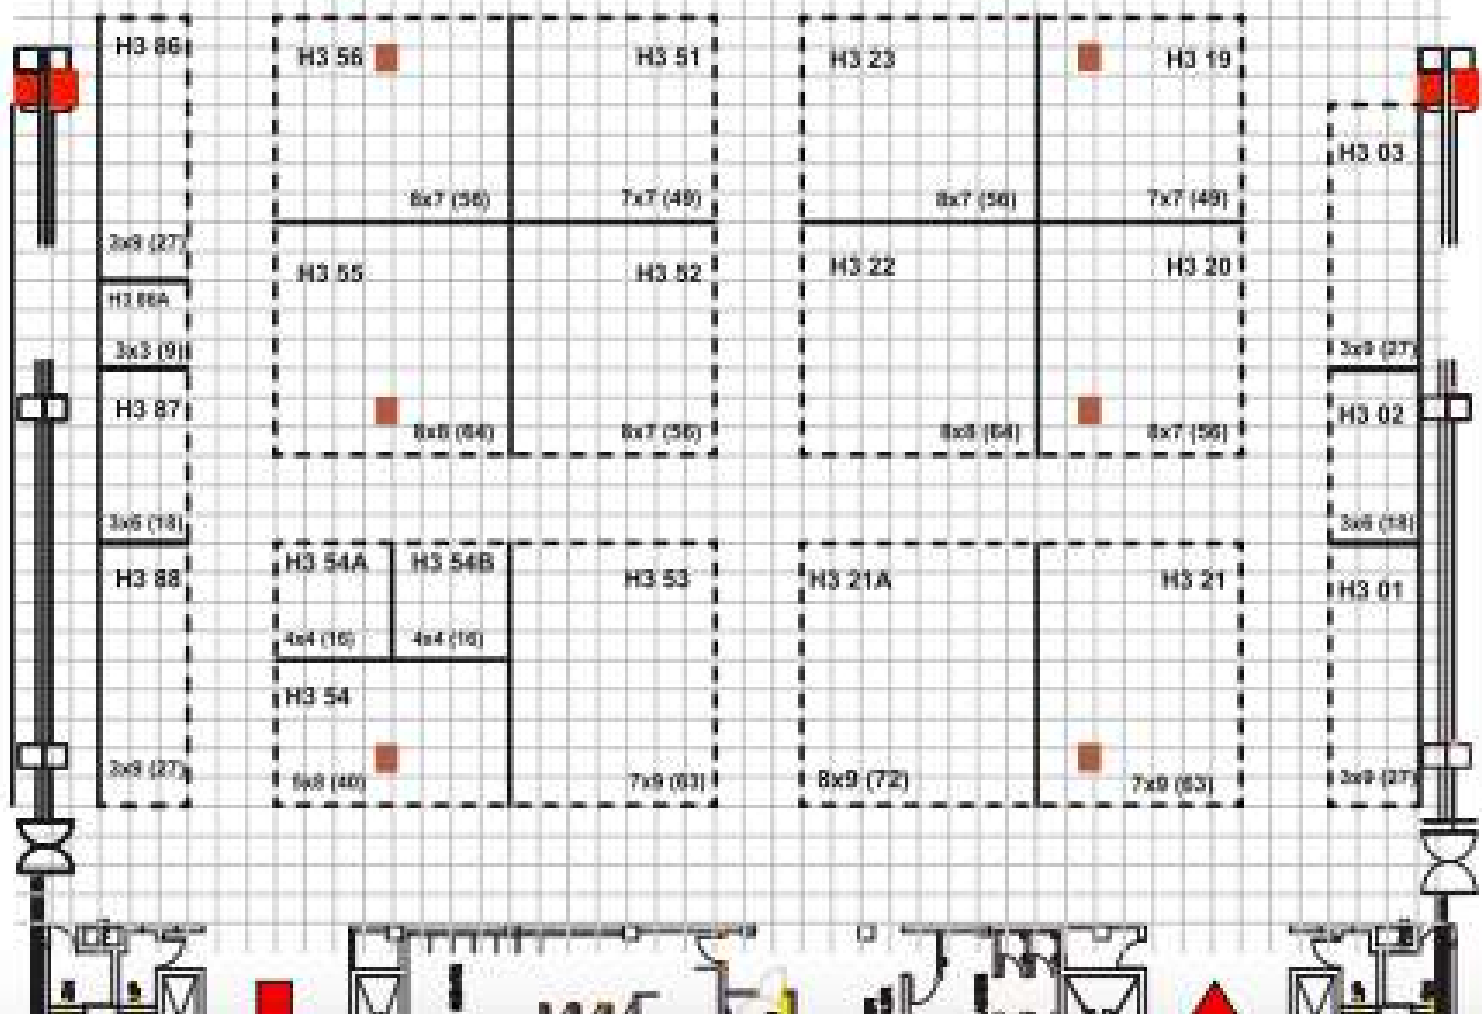 H3 86
H3 56
H3 51
H3 23
H3 19
H3 03
8x7 (56)
7x7 (49)
8x7 (56)
7x7 (49)
3x9 (27)
H3 55
H3 52
H3 22
H3 20
H3 86A
3x3 (9)
3x9 (27)
H3 87
H3 02
8x8 (64)
8x7 (56)
8x8 (64)
8x7 (56)
3x6 (18)
3x6 (18)
H3 88
H3 54A
H3 54B
H3 53
H3 21A
H3 21
H3 01
4x4 (16)
4x4 (16)
H3 54
3x9 (27)
5x8 (40)
7x9 (63)
8x9 (72)
7x9 (63)
3x9 (27)